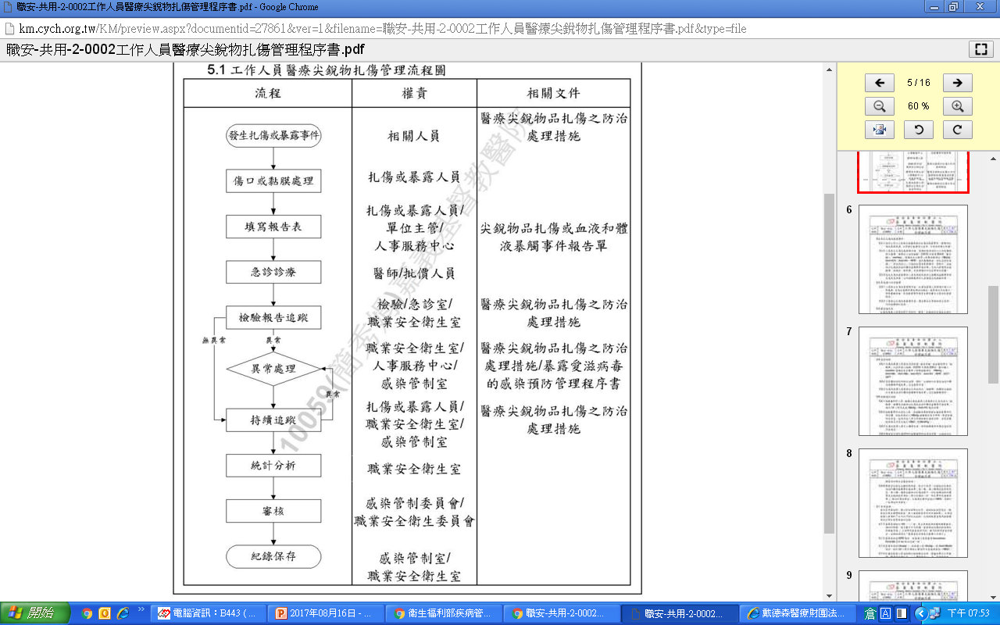 職安-共用-2-0002工作人員醫療尖銳物扎傷管理程序書.pdf - Google Chrome
km.cych.org.tw/KM/preview.aspx?documentid=27861&ver=1&filename=職安-共用-2-0002工作人員醫療尖銳物扎傷管理程序書.pdf&type=file
職安-共用-2-0002工作人員醫療尖銳物扎傷管理程序書.pdf
5.1 工作人員醫療尖銳物扎傷管理流程圖
流程 權責 相關文件
發生扎傷或暴露事件
相關人員
醫療尖銳物品扎傷之防治
處理措施
傷口或黏膜處理
扎傷或暴露人員
填寫報告表
扎傷或暴露人員/
單位主管/
人事服務中心
尖銳物品扎傷或血液和體
液暴觸事件報告單
急診診療
醫師/批價人員
檢驗報告追蹤
檢驗/急診室/
職業安全衛生室
醫療尖銳物品扎傷之防治
處理措施
無異常
異常
異常處理
職業安全衛生室/
人事服務中心/
感染管制室
醫療尖銳物品扎傷之防治
處理措施/暴露愛滋病毒
的感染預防管理程序書
異常
持續追蹤
扎傷或暴露人員/
職業安全衛生室/
感染管制室
醫療尖銳物品扎傷之防治
處理措施
統計分析
職業安全衛生室
審核
感染管制委員會/
職業安全衛生委員會
紀錄保存
感染管制室/
職業安全衛生室
5 / 16
60 %
6
7
8
9
開始
電腦資訊：B443 ( ...
2017年08月16日 - ...
衛生福利部疾病管...
職安-共用-2-0002...
職安-共用-2-0002...
戴德森醫療財團法...
倉 A
下午 07:53